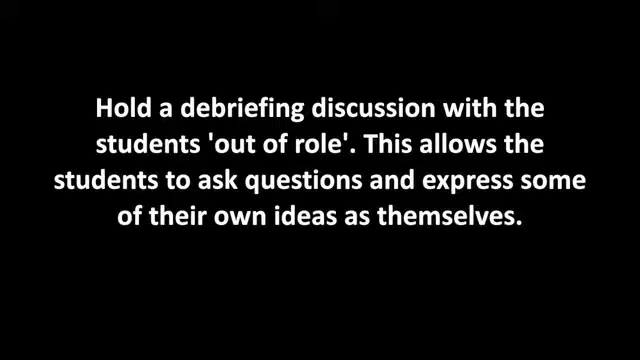 Hold a debriefing discussion with the
students 'out of role'. This allows the
students to ask questions and express some
of their own ideas as themselves.